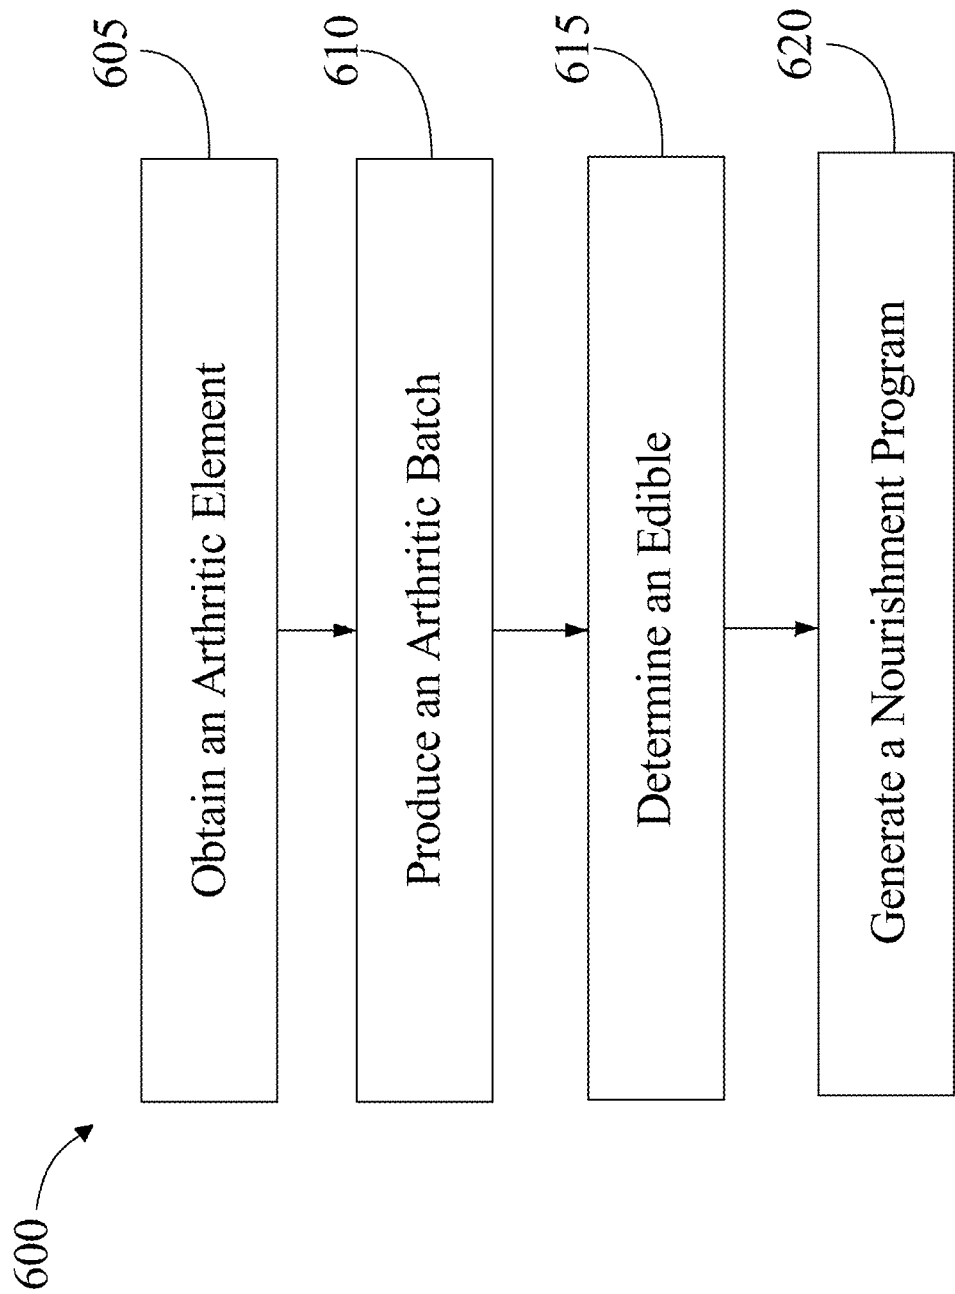 600
605
Obtain an Arthritic Element
610
Produce an Arthritic Batch
615
Determine an Edible
620
Generate a Nourishment Program